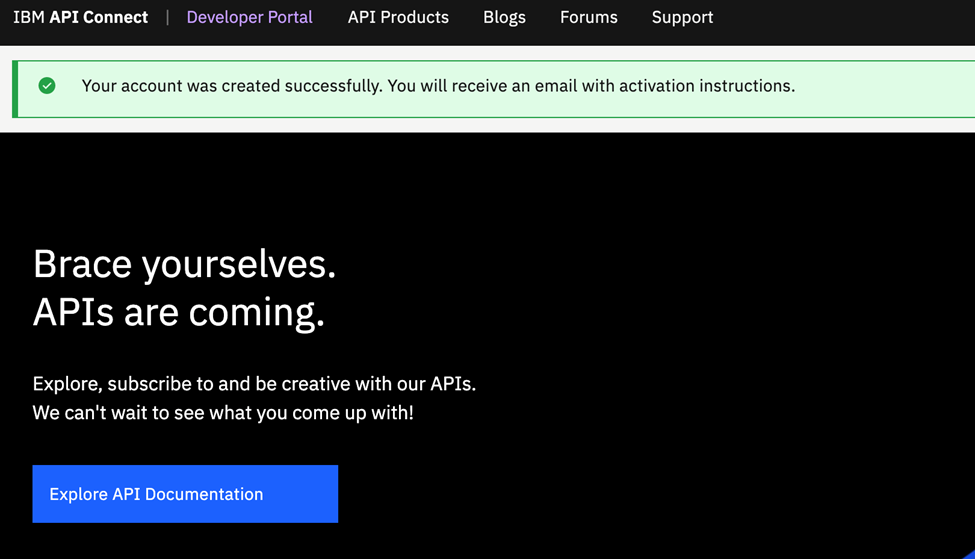 IBM API Connect | Developer Portal API Products Blogs Forums Support
Your account was created successfully. You will receive an email with activation instructions.
Brace yourselves.
APIs are coming.
Explore, subscribe to and be creative with our APIs.
We can't wait to see what you come up with!
Explore API Documentation